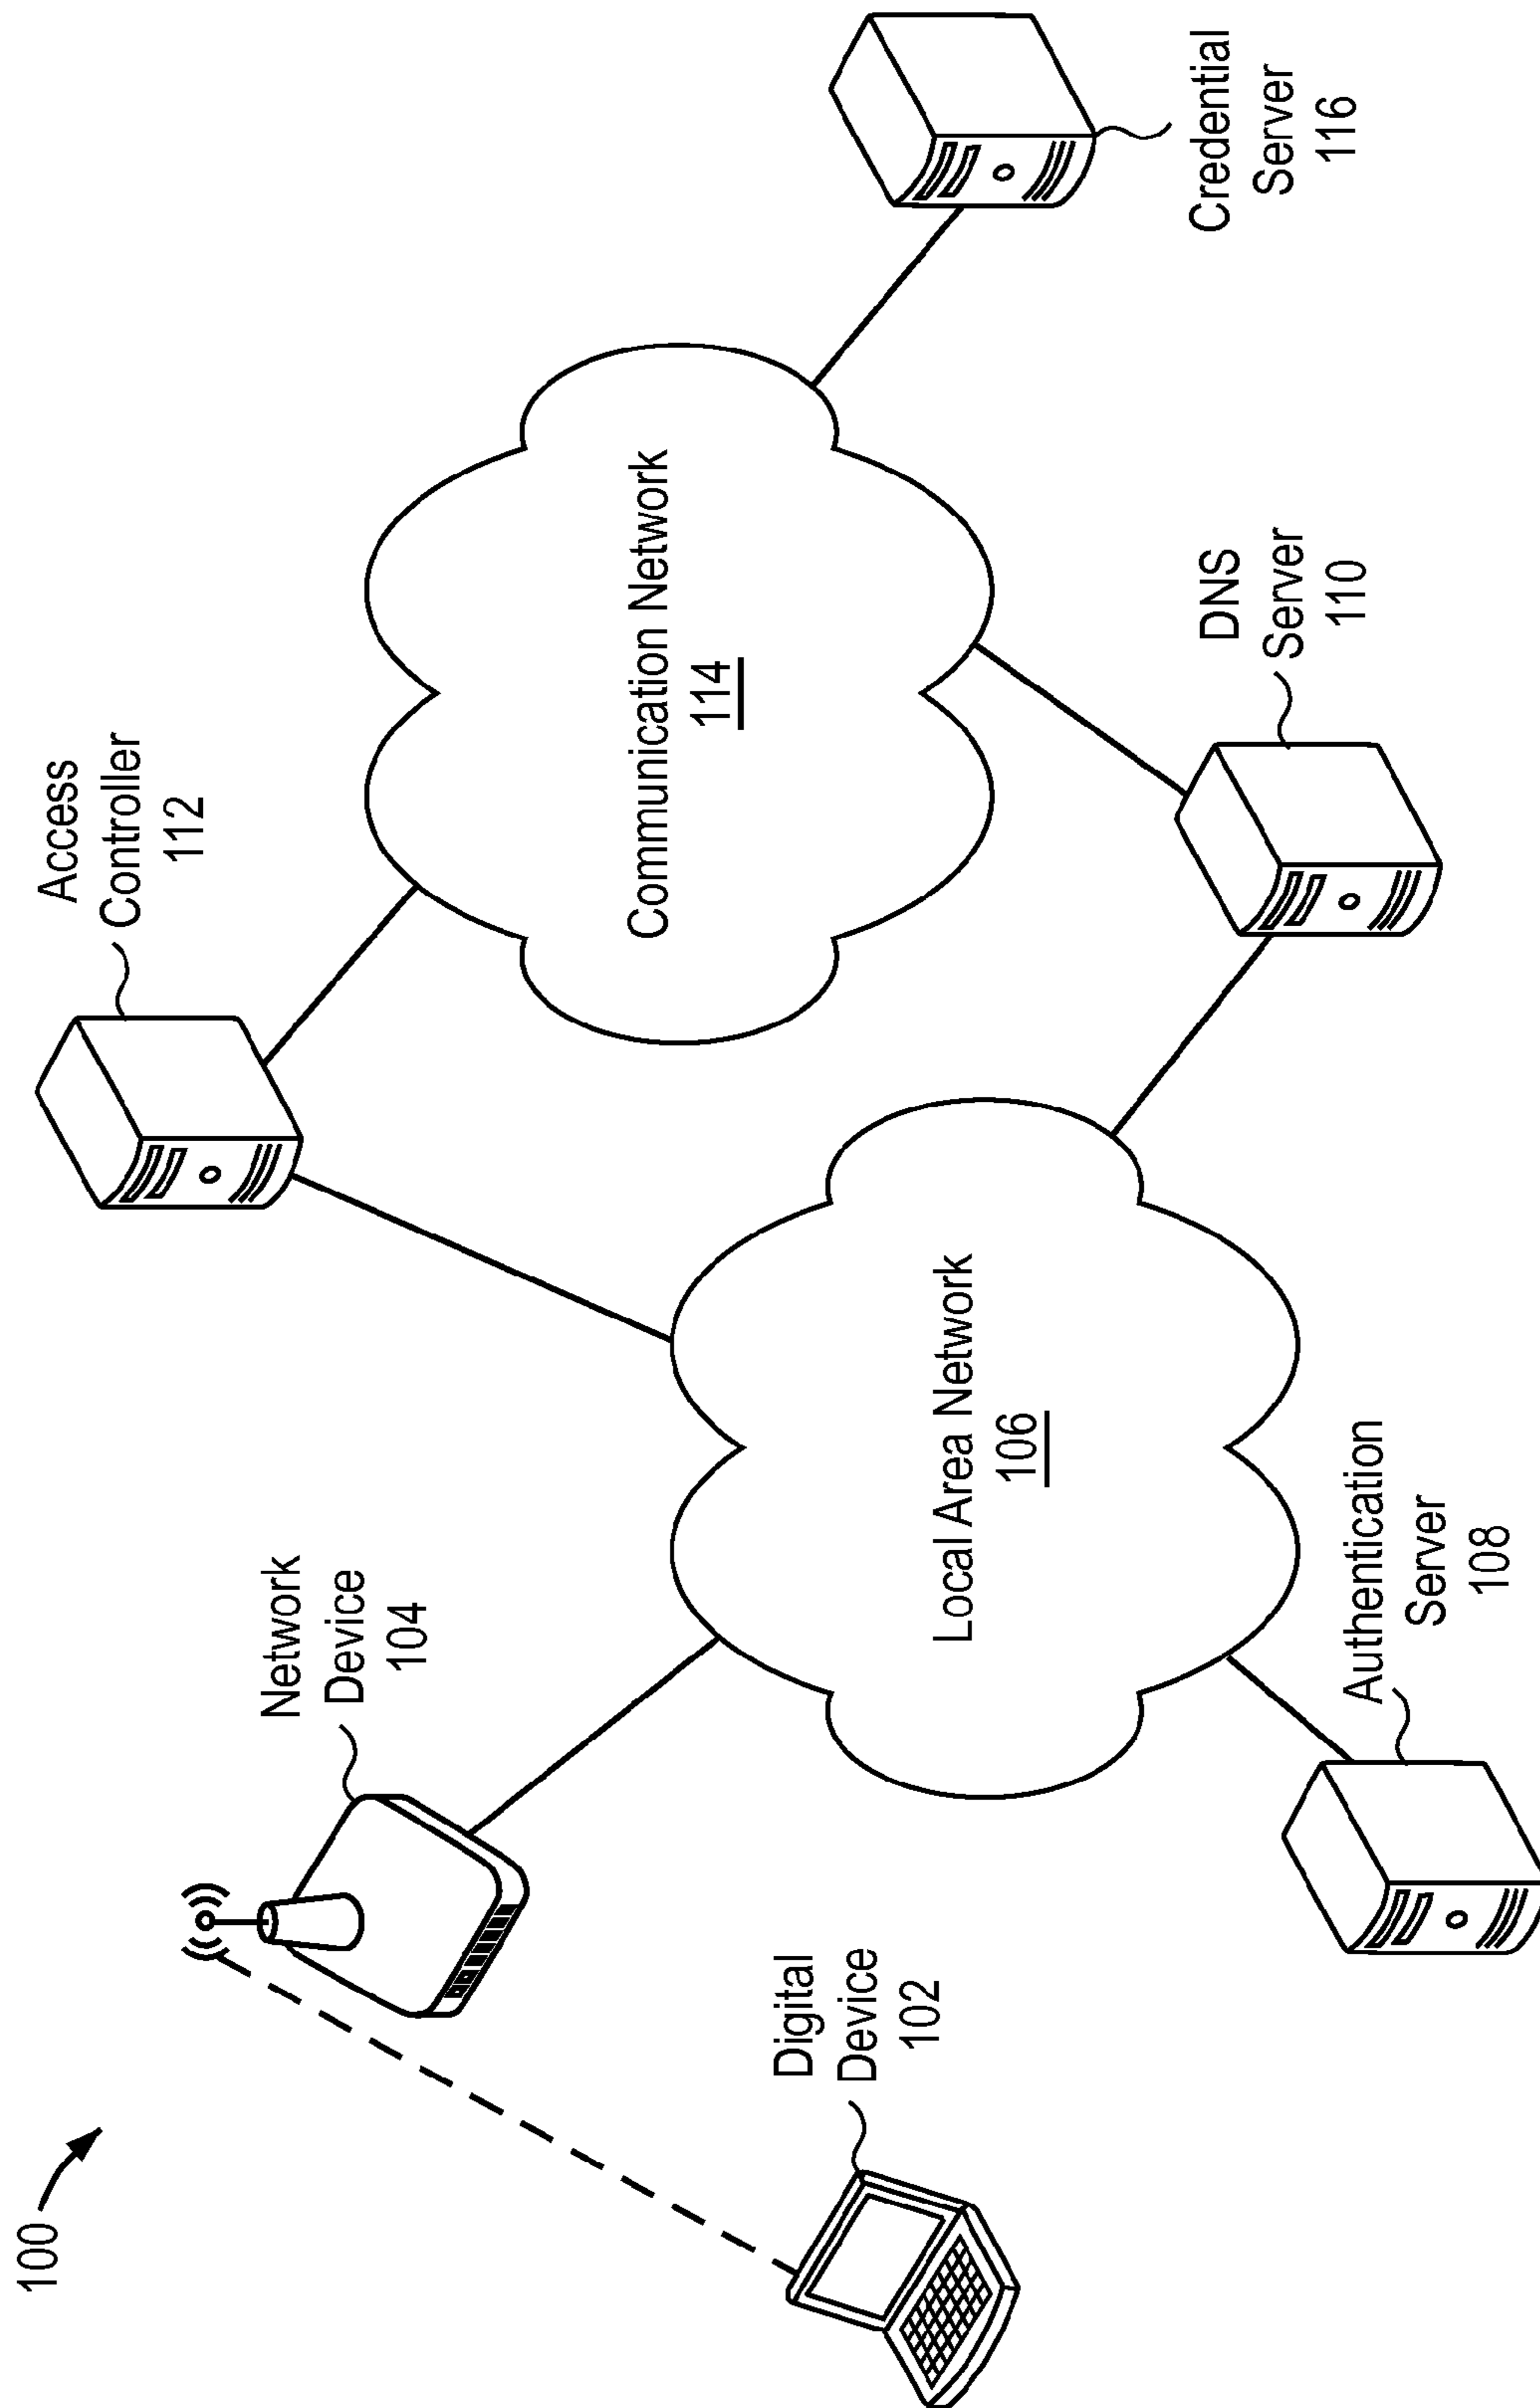 100
Digital
Device
102
Network
Device
104
Access
Controller
112
Local Area Network
106
Communication Network
114
Authentication
Server
108
DNS
Server
110
Credential
Server
116